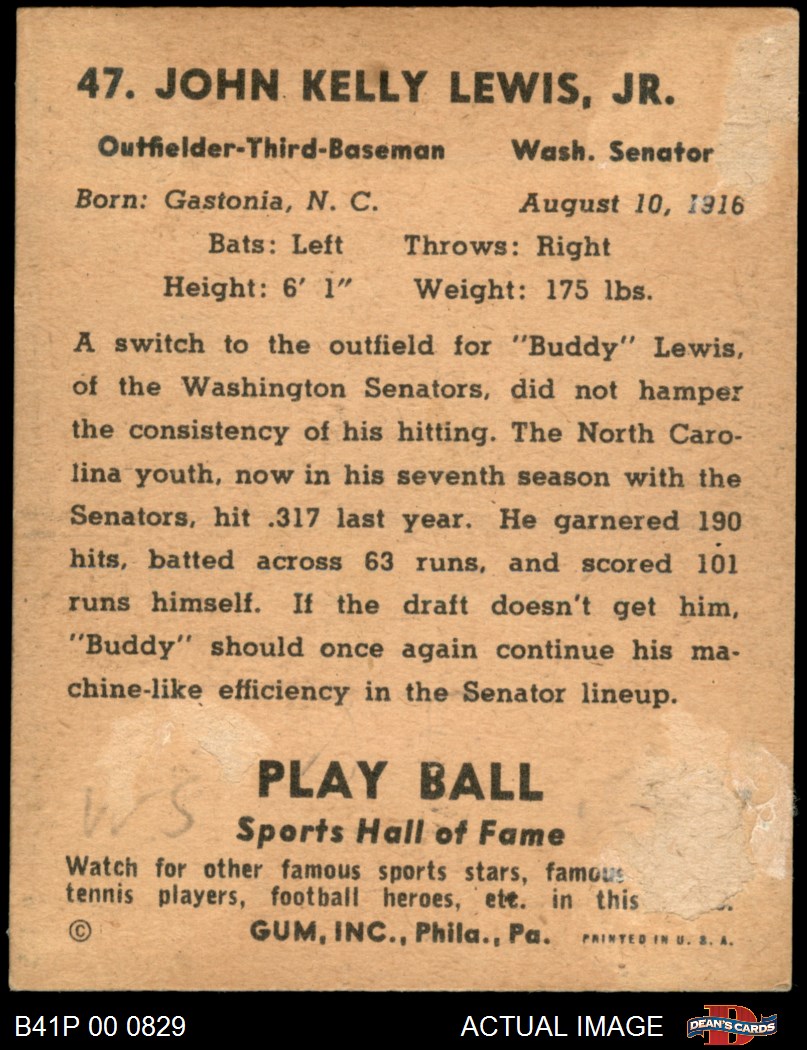 47. JOHN KELLY LEWIS, JR.
Outfielder-Third-Baseman Wash. Senator
Born: Gastonia, N. C. August 10, 1916
Bats: Left Throws: Right
Height: 6' 1" Weight: 175 lbs.
A switch to the outfield for "Buddy" Lewis,
of the Washington Senators, did not hamper
the consistency of his hitting. The North Caro-
lina youth, now in his seventh season with the
Senators, hit .317 last year. He garnered 190
hits, batted across 63 runs, and scored 101
runs himself. If the draft doesn't get him,
"Buddy" should once again continue his ma-
chine-like efficiency in the Senator lineup.
WS
PLAY BALL
Sports Hall of Fame
Watch for other famous sports stars, famous
tennis players, football heroes, etc. in this
© GUM, INC., Phila., Pa. PRINTED IN U. S. A.
B41P 00 0829 ACTUAL IMAGE D DEAN'S CARDS